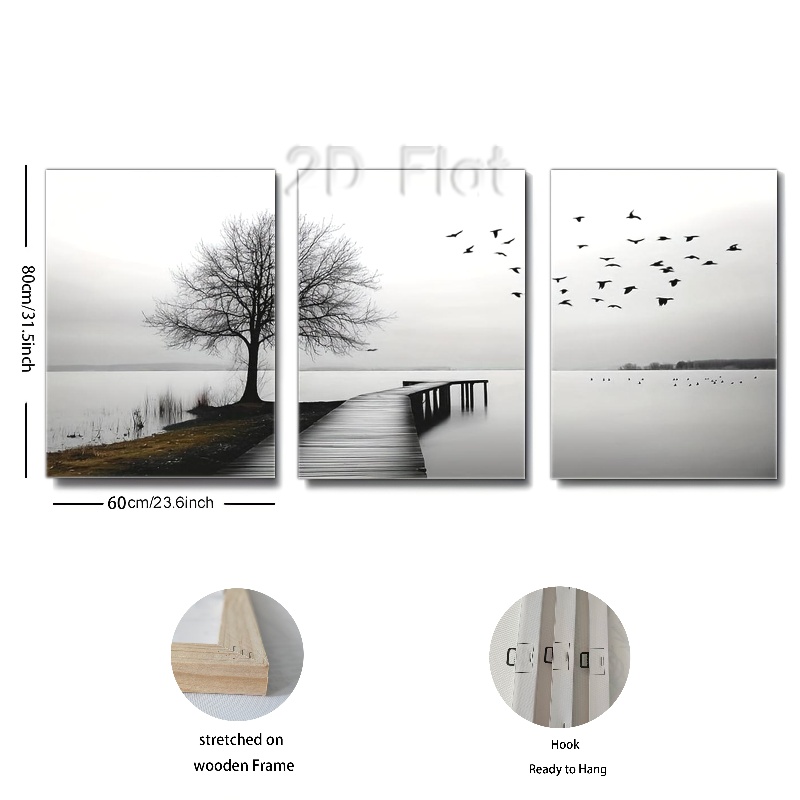 2D Flat
80cm/31.5inch
60cm/23.6inch
stretched on
wooden Frame
Hook
Ready to Hang